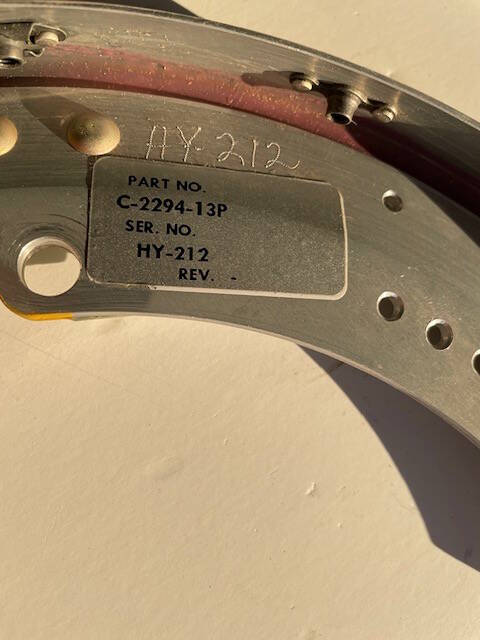 HY-212
PART NO.
C-2294-13P
SER. NO.
HY-212
REV. -